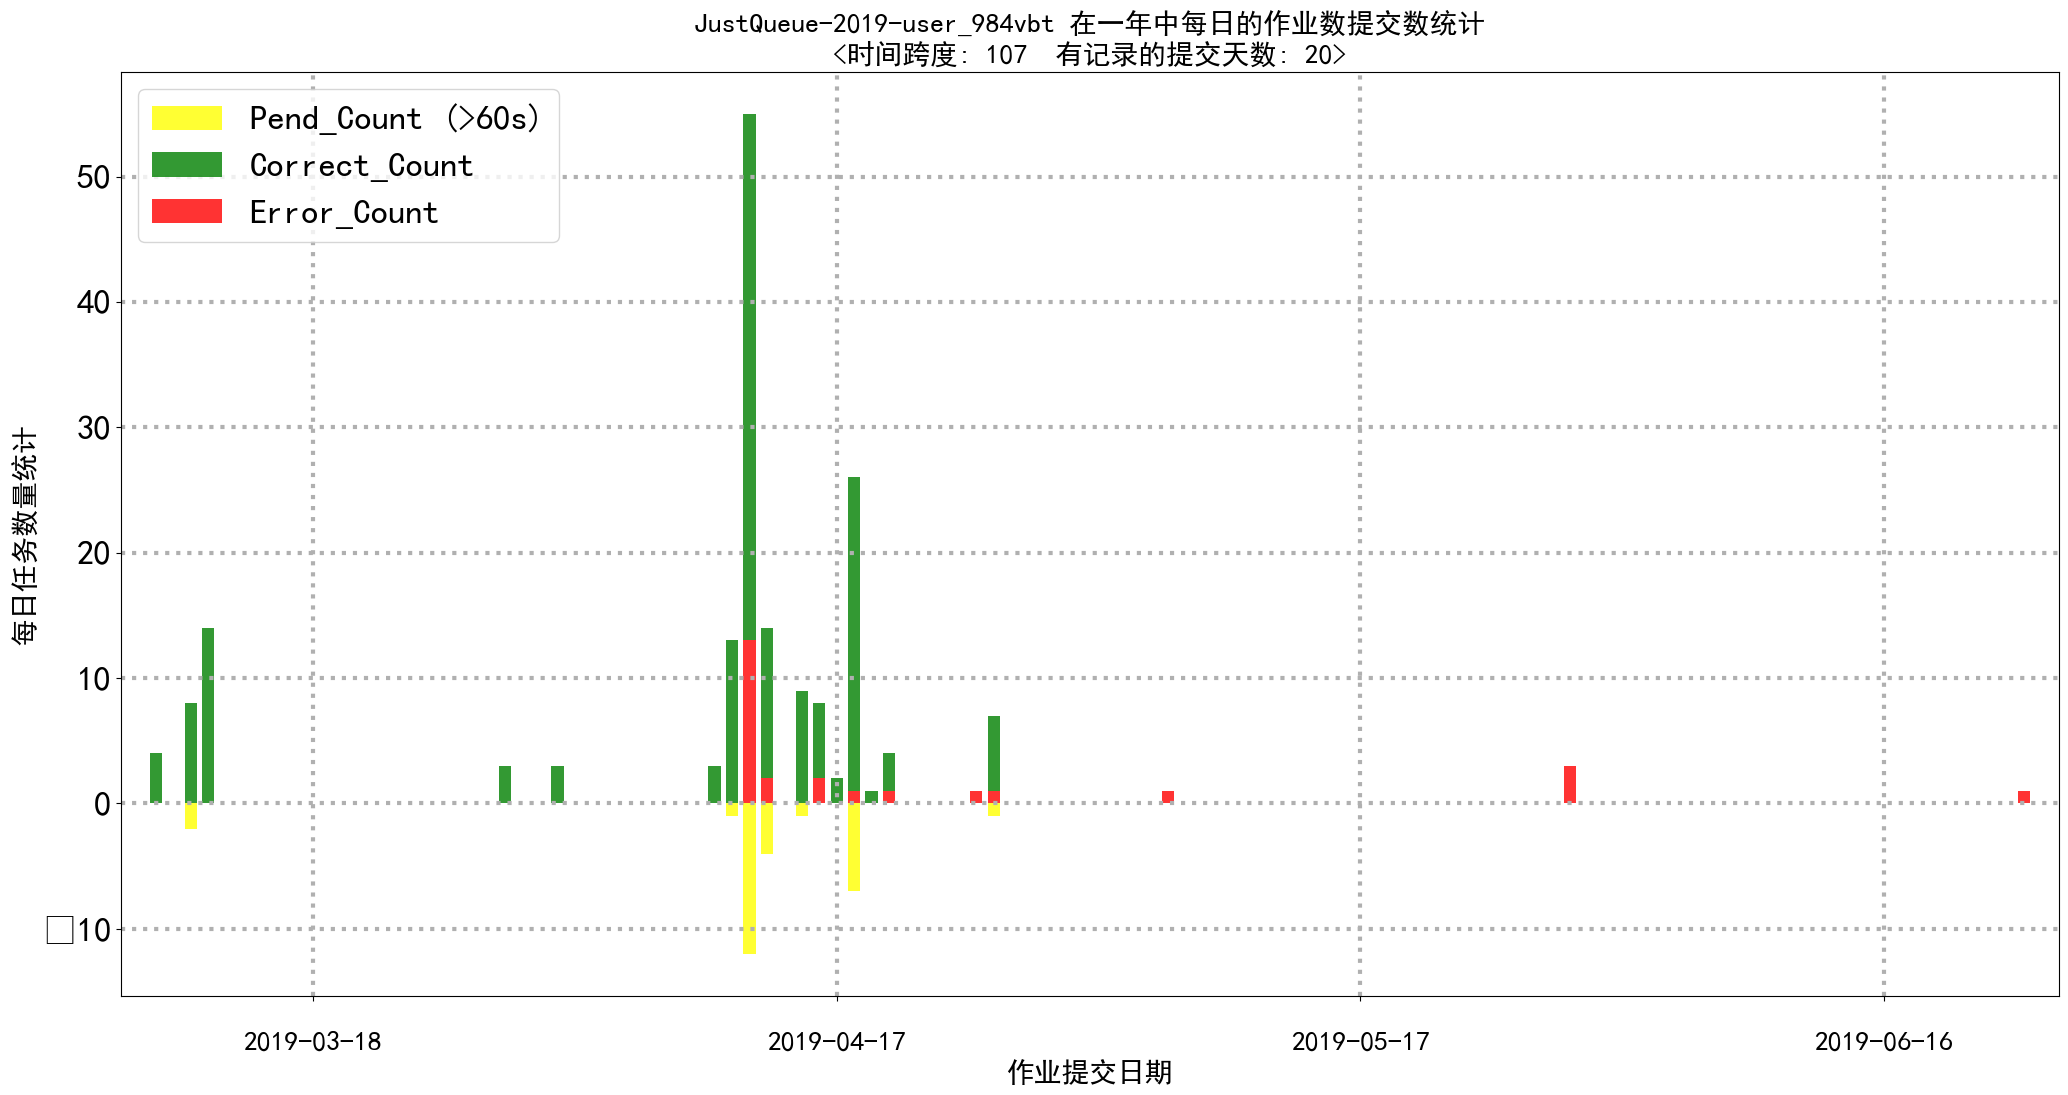 JustQueue-2019-user_984vbt 在一年中每日的作业数提交数统计
<时间跨度: 107  有记录的提交天数: 20>
Pend_Count (>60s)
Correct_Count
Error_Count
每日任务数量统计
50
40
30
20
10
0
□10
2019-03-18
2019-04-17
2019-05-17
2019-06-16
作业提交日期